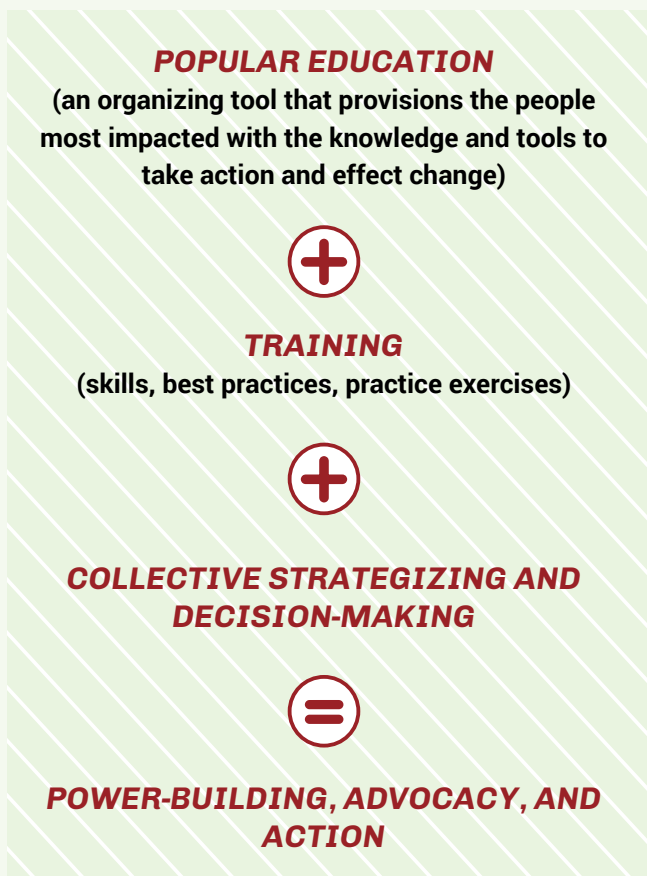 POPULAR EDUCATION
(an organizing tool that provisions the people
most impacted with the knowledge and tools to
take action and effect change)
+
TRAINING
(skills, best practices, practice exercises)
+
COLLECTIVE STRATEGIZING AND
DECISION-MAKING
=
POWER-BUILDING, ADVOCACY, AND
ACTION